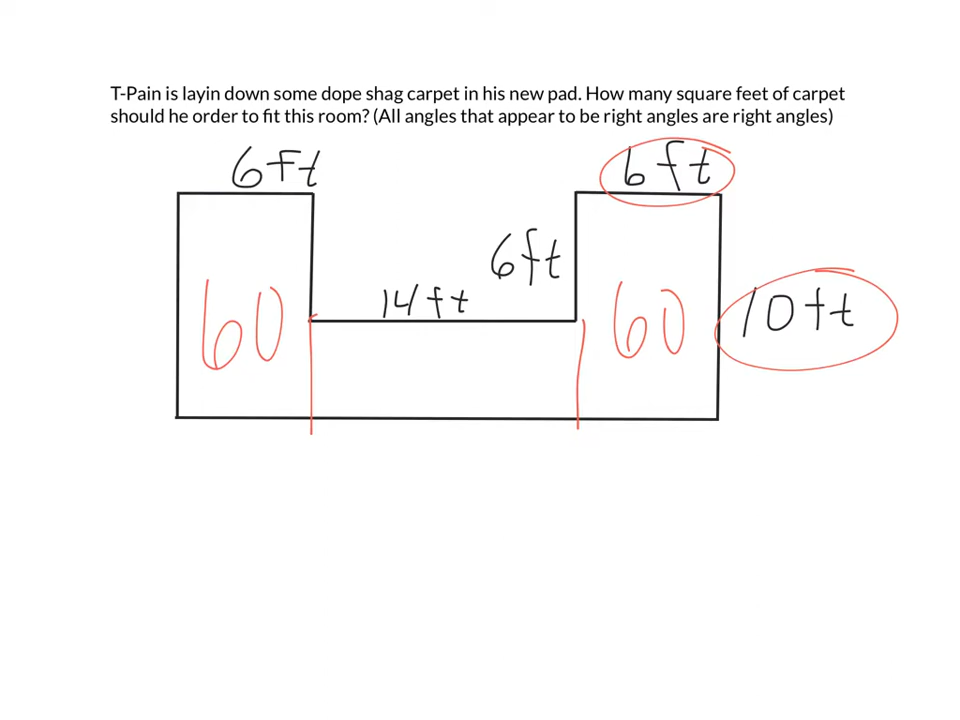 T-Pain is layin down some dope shag carpet in his new pad. How many square feet of carpet
should he order to fit this room? (All angles that appear to be right angles are right angles)
6ft 6ft
6ft
14ft 10ft
60 60